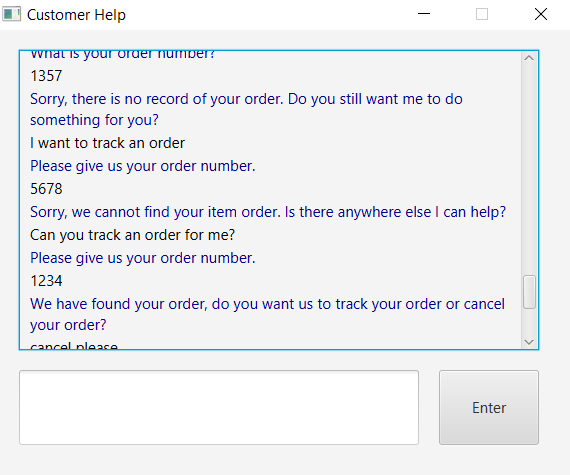 Customer Help
What is your order number?
1357
Sorry, there is no record of your order. Do you still want me to do
something for you?
I want to track an order
Please give us your order number.
5678
Sorry, we cannot find your item order. Is there anywhere else I can help?
Can you track an order for me?
Please give us your order number.
1234
We have found your order, do you want us to track your order or cancel
your order?
cancel please
Enter